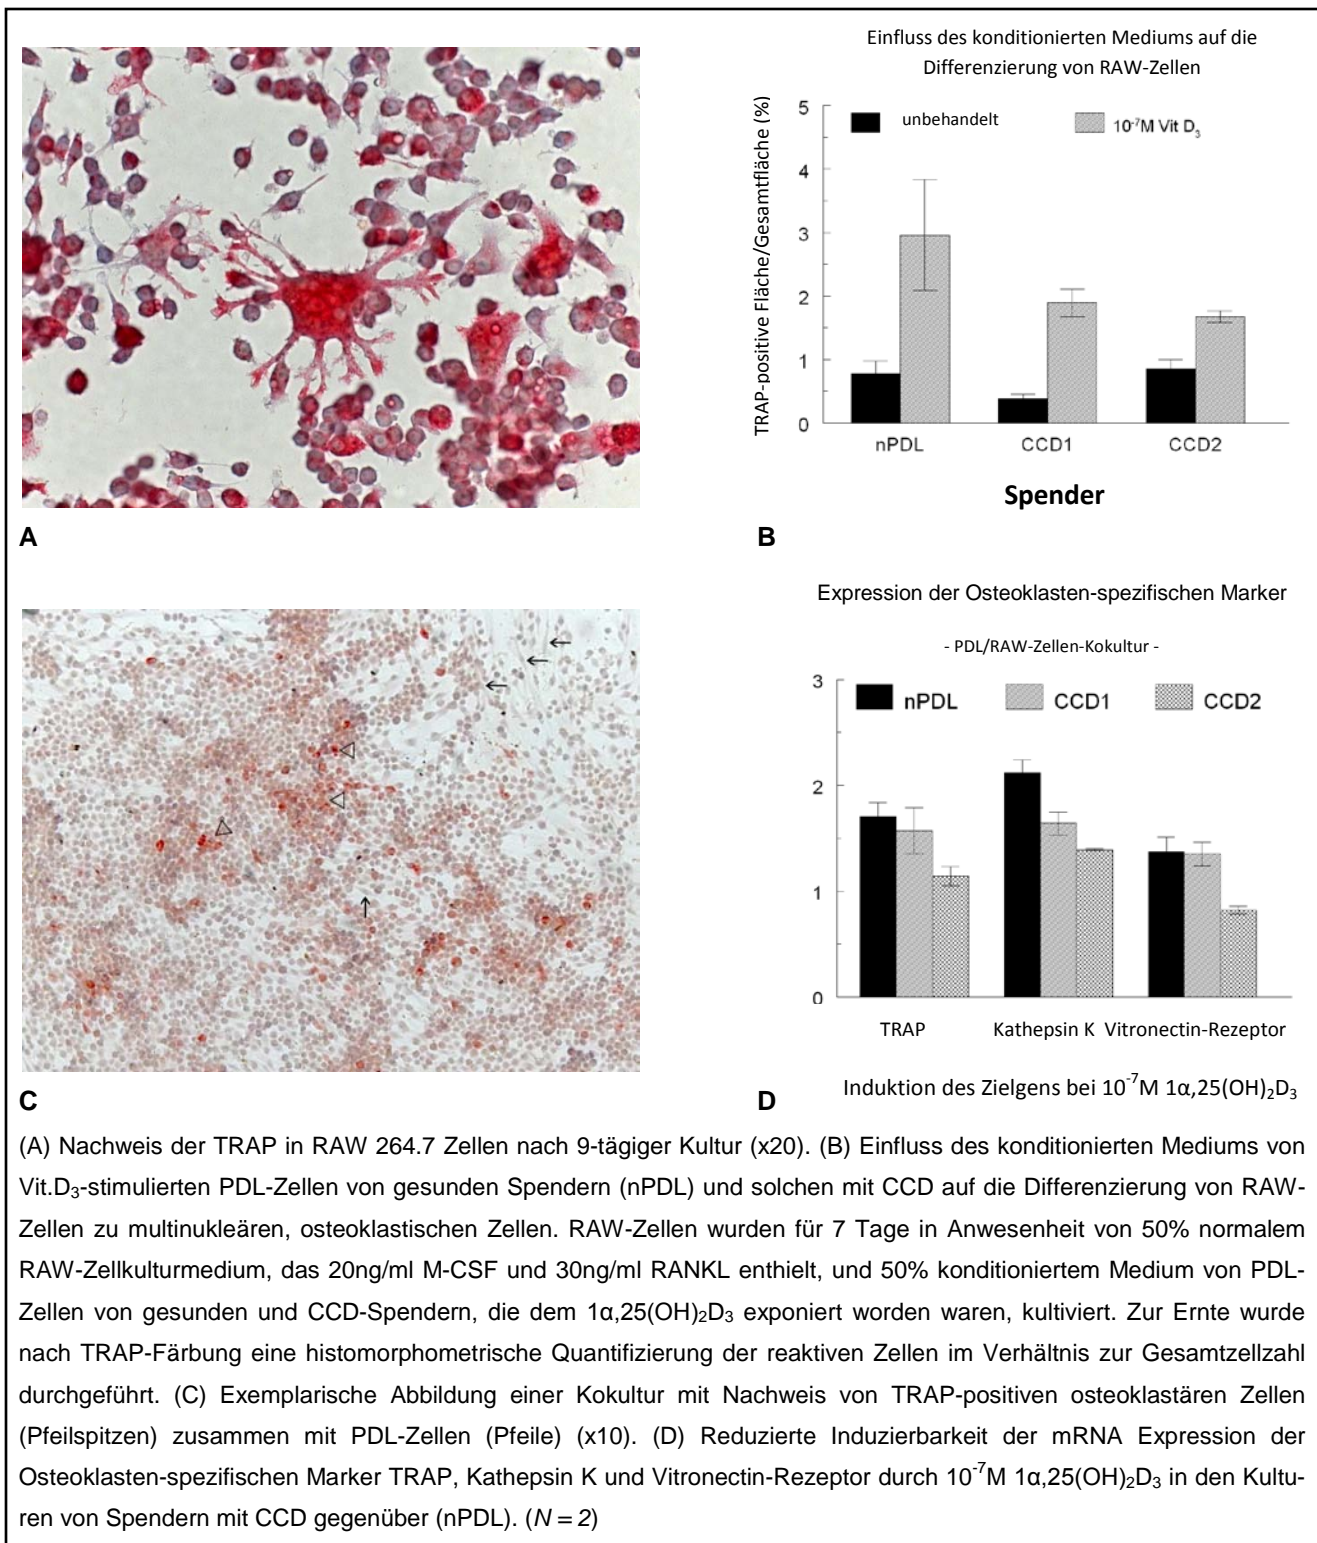 Einfluss des konditionierten Mediums auf die
Differenzierung von RAW-Zellen
TRAP-positive Fläche/Gesamtfläche (%)
5
4
3
2
1
0
unbehandelt
10⁻⁷M Vit D₃
nPDL CCD1 CCD2
Spender
A
B
Expression der Osteoklasten-spezifischen Marker
- PDL/RAW-Zellen-Kokultur -
3
2
1
0
nPDL CCD1 CCD2
TRAP Kathepsin K Vitronectin-Rezeptor
Induktion des Zielgens bei 10⁻⁷M 1α,25(OH)₂D₃
C
D
(A) Nachweis der TRAP in RAW 264.7 Zellen nach 9-tägiger Kultur (x20). (B) Einfluss des konditionierten Mediums von
Vit.D₃-stimulierten PDL-Zellen von gesunden Spendern (nPDL) und solchen mit CCD auf die Differenzierung von RAW-
Zellen zu multinukleären, osteoklastischen Zellen. RAW-Zellen wurden für 7 Tage in Anwesenheit von 50% normalem
RAW-Zellkulturmedium, das 20ng/ml M-CSF und 30ng/ml RANKL enthielt, und 50% konditioniertem Medium von PDL-
Zellen von gesunden und CCD-Spendern, die dem 1α,25(OH)₂D₃ exponiert worden waren, kultiviert. Zur Ernte wurde
nach TRAP-Färbung eine histomorphometrische Quantifizierung der reaktiven Zellen im Verhältnis zur Gesamtzellzahl
durchgeführt. (C) Exemplarische Abbildung einer Kokultur mit Nachweis von TRAP-positiven osteoklastären Zellen
(Pfeilspitzen) zusammen mit PDL-Zellen (Pfeile) (x10). (D) Reduzierte Induzierbarkeit der mRNA Expression der
Osteoklasten-spezifischen Marker TRAP, Kathepsin K und Vitronectin-Rezeptor durch 10⁻⁷M 1α,25(OH)₂D₃ in den Kultu-
ren von Spendern mit CCD gegenüber (nPDL). (N = 2)